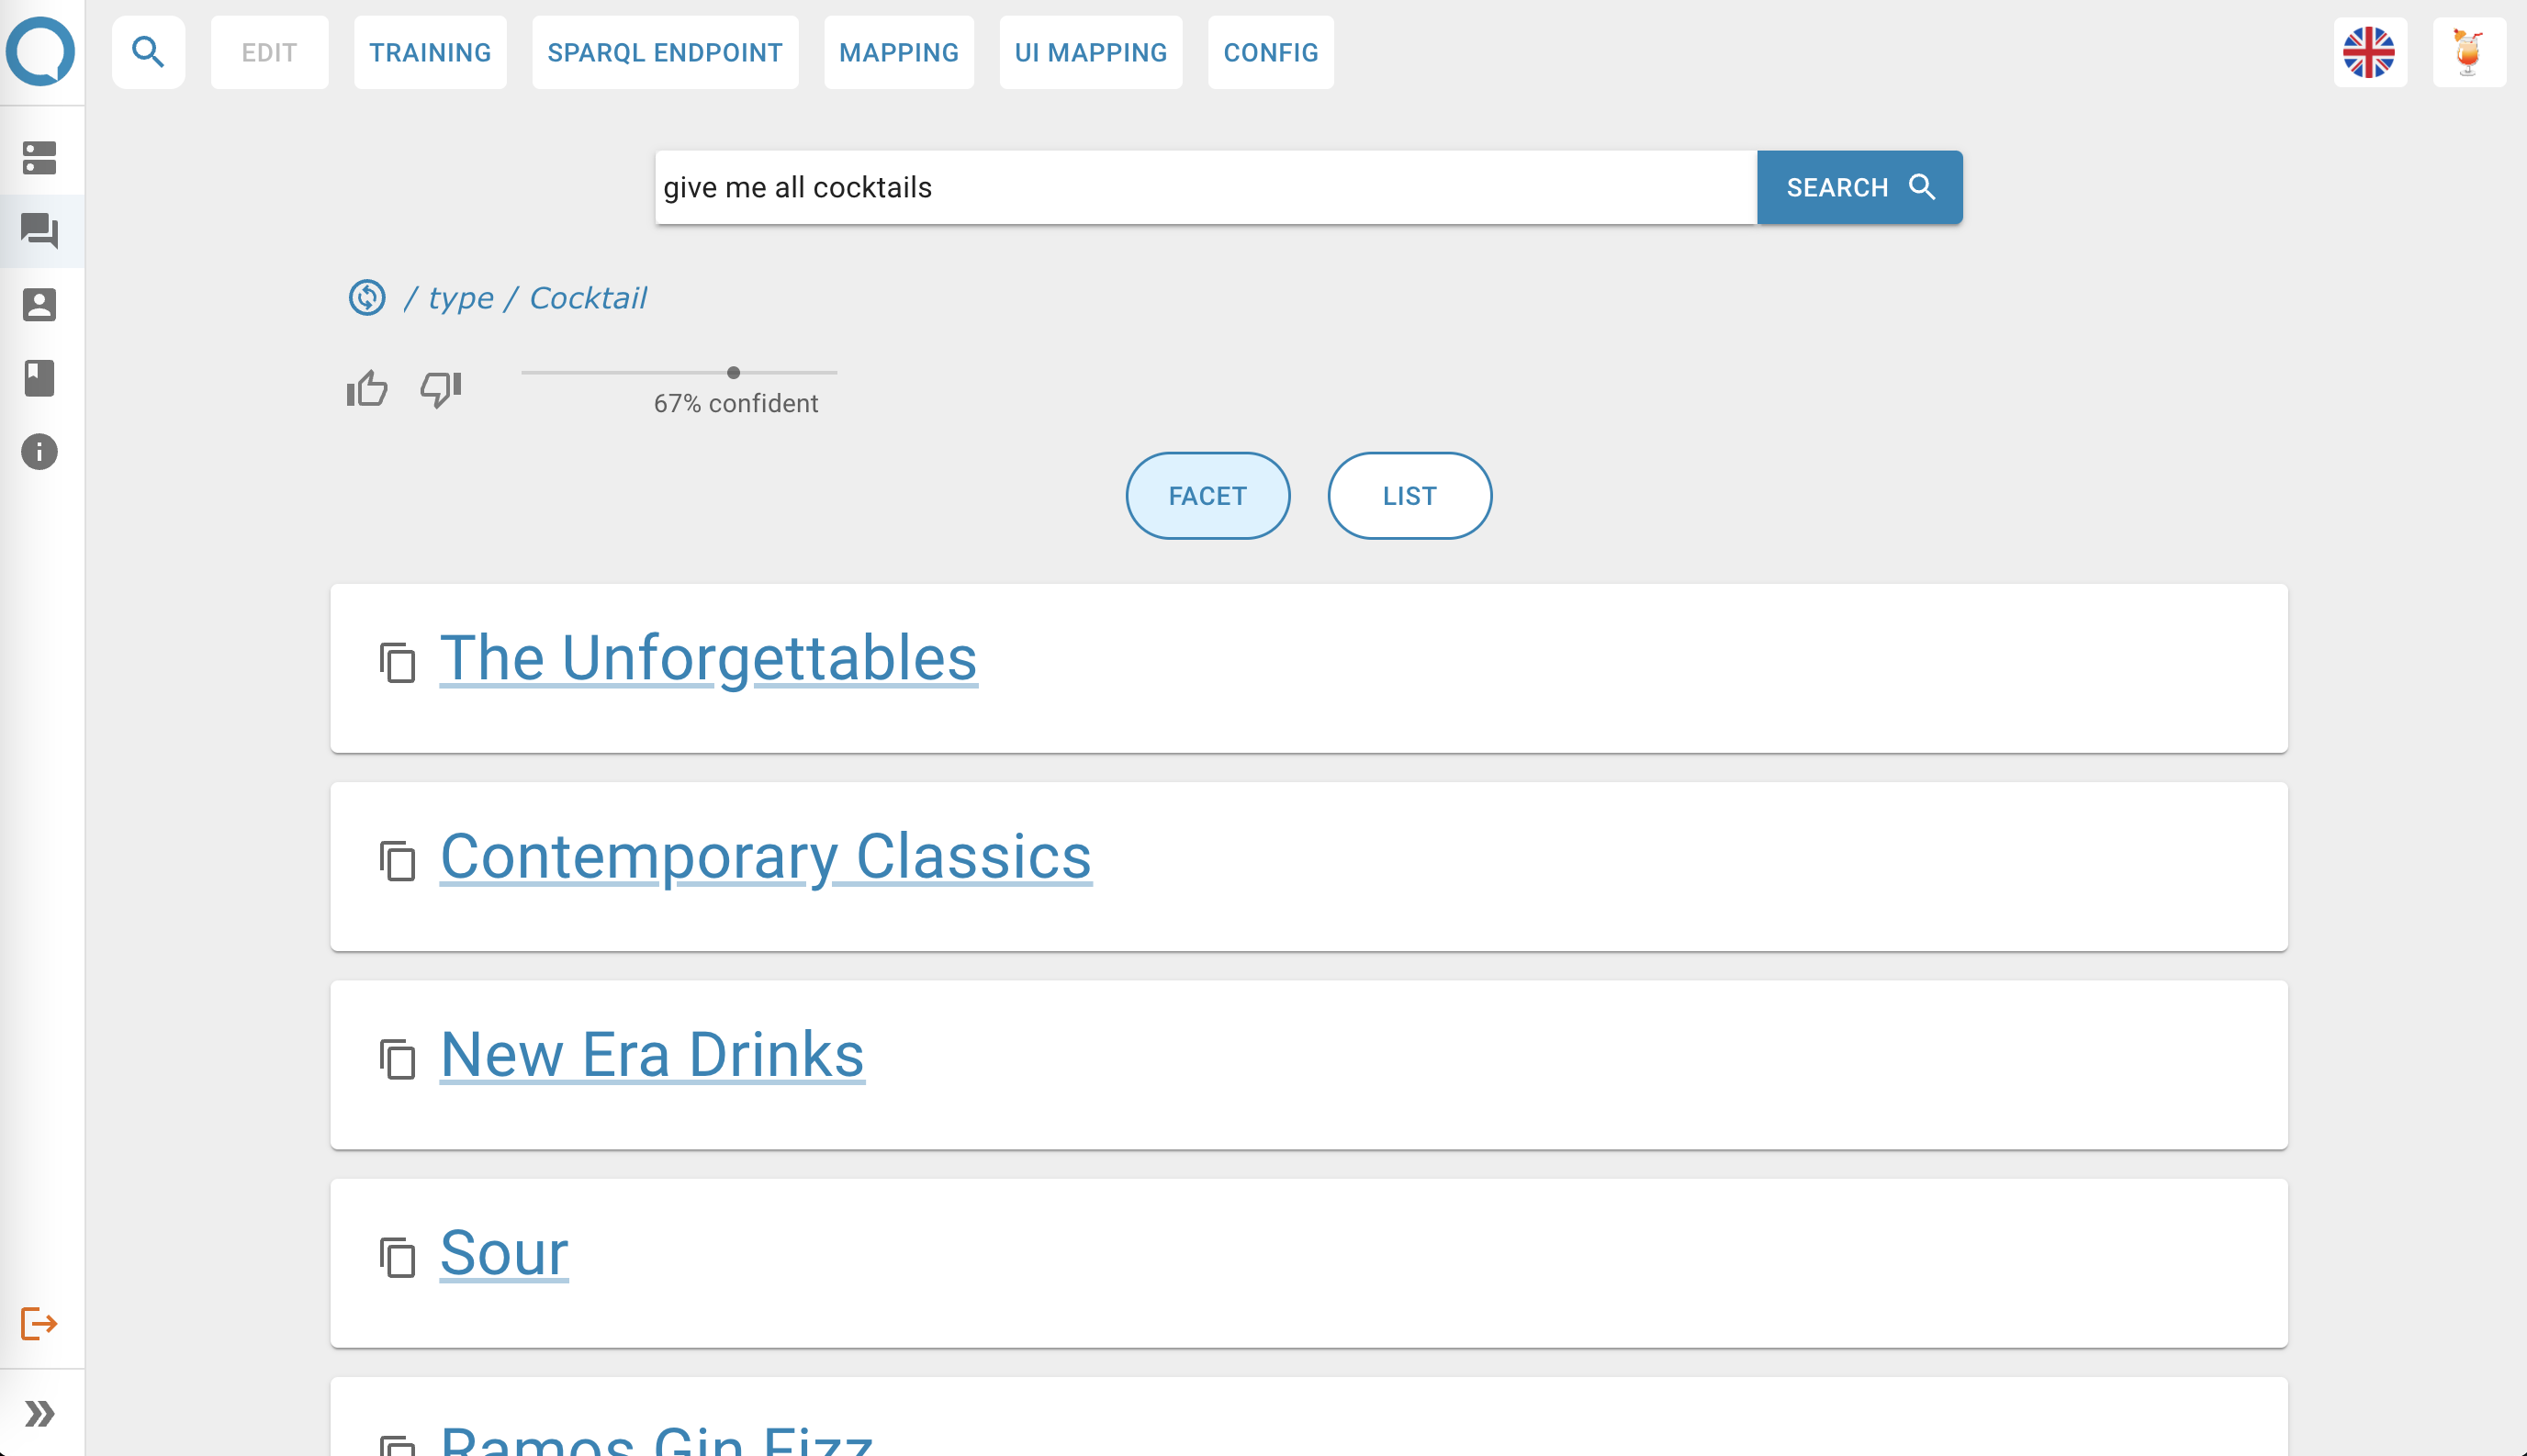 EDIT TRAINING SPARQL ENDPOINT MAPPING UI MAPPING CONFIG
give me all cocktails SEARCH
/ type / Cocktail
67% confident
FACET LIST
The Unforgettables
Contemporary Classics
New Era Drinks
Sour
Ramos Gin Fizz